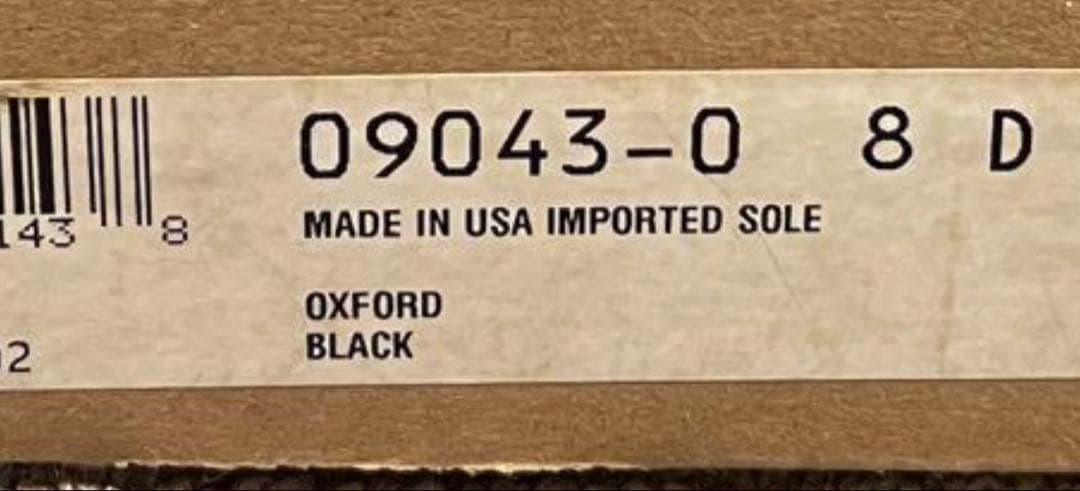 09043-0 8 D
143 8
MADE IN USA IMPORTED SOLE
OXFORD
BLACK
2